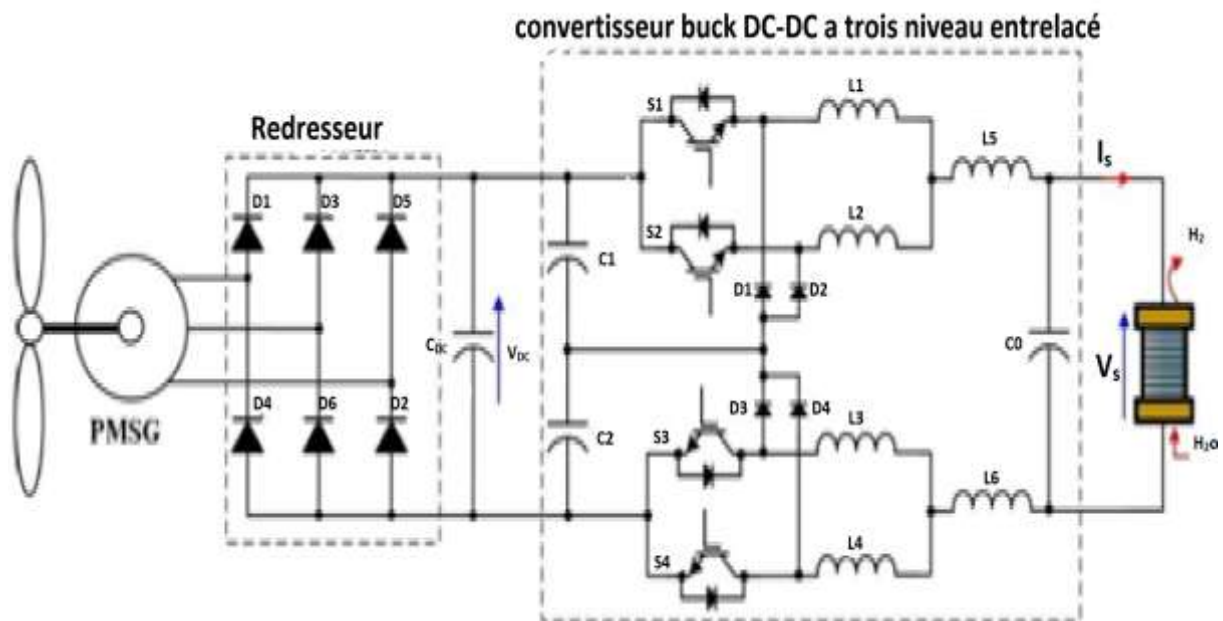 convertisseur buck DC-DC a trois niveau entrelacé
Redresseur
S1
L1
L5
Is
D1
D3
D5
S2
L2
H2
C1
D1
D2
CDC
VDC
C0
Vs
D4
D6
D2
PMSG
C2
S3
D3
D4
L3
H2o
L6
S4
L4